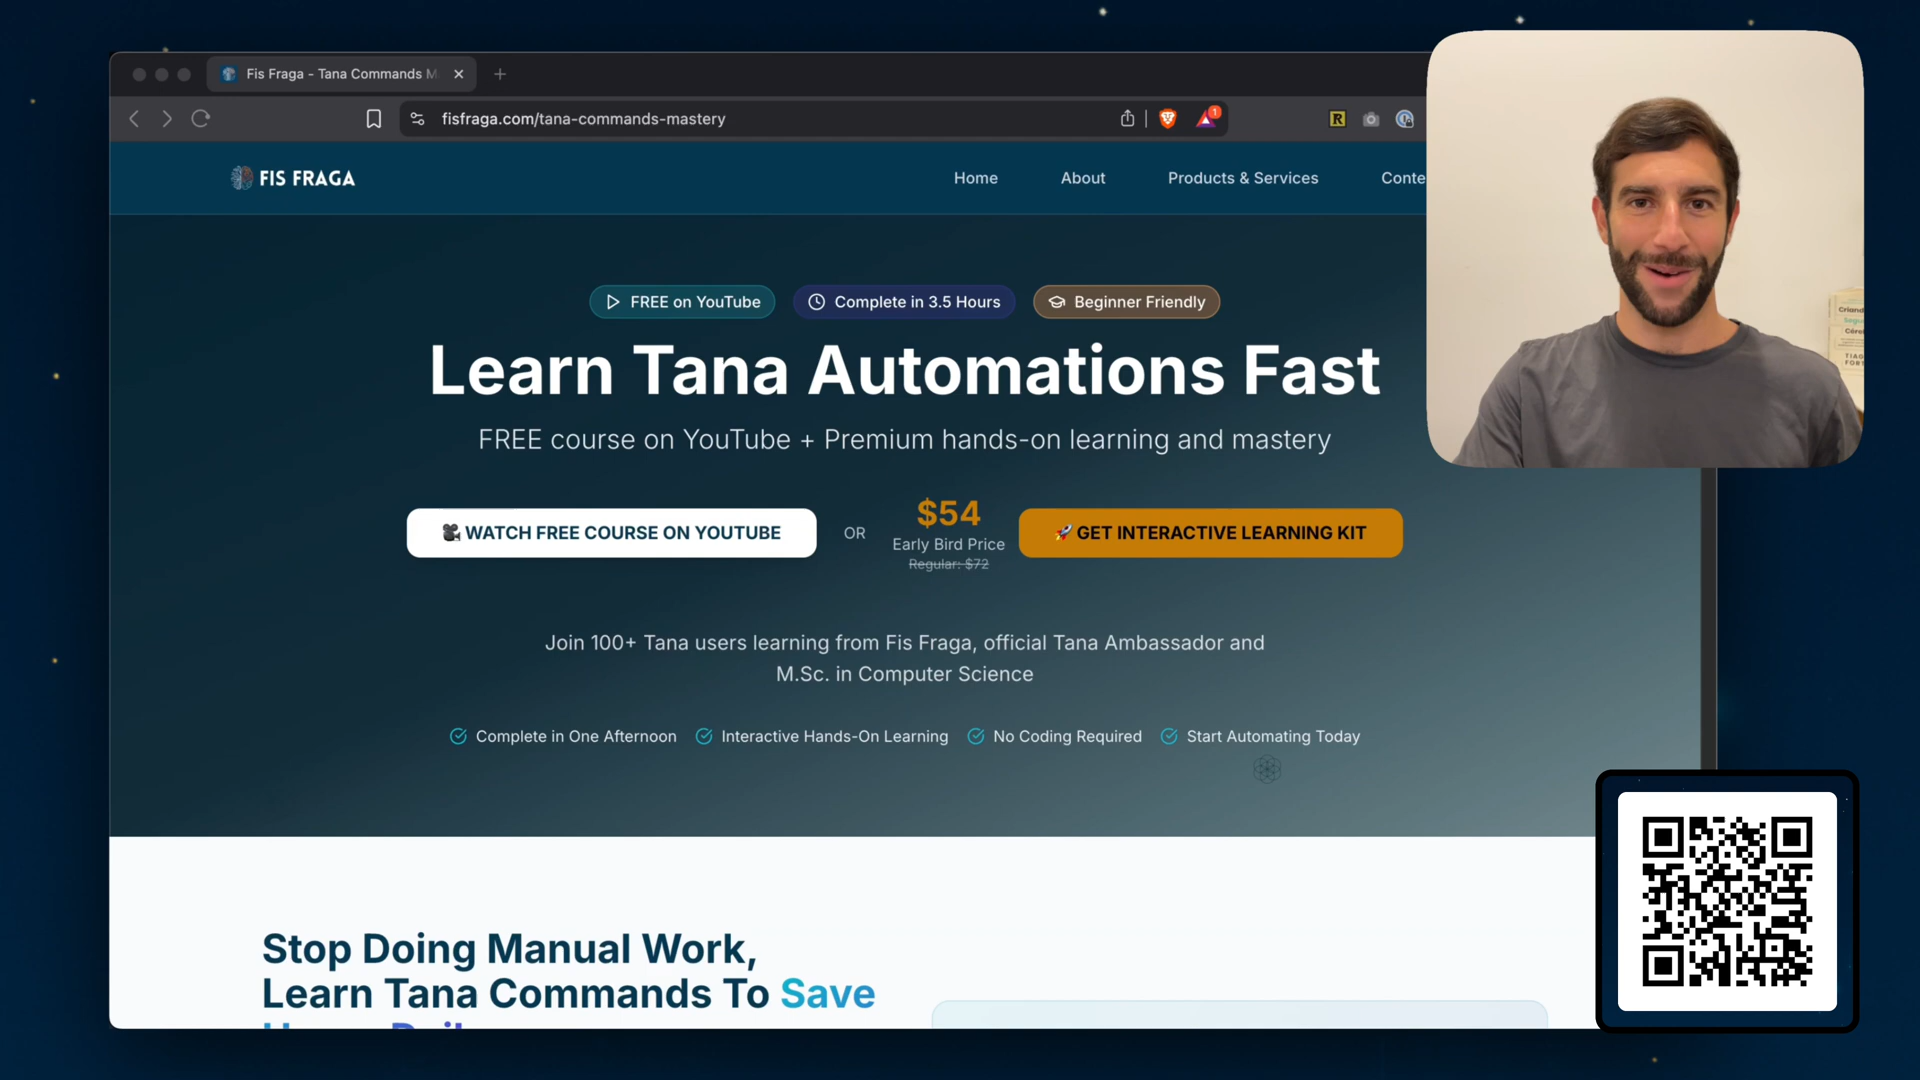 Fis Fraga - Tana Commands M
fisfraga.com/tana-commands-mastery
1
R
FIS FRAGA
Home
About
Products & Services
Conte
FREE on YouTube
Complete in 3.5 Hours
Beginner Friendly
Learn Tana Automations Fast
FREE course on YouTube + Premium hands-on learning and mastery
WATCH FREE COURSE ON YOUTUBE
OR
$54
Early Bird Price
Regular: $72
GET INTERACTIVE LEARNING KIT
Join 100+ Tana users learning from Fis Fraga, official Tana Ambassador and
M.Sc. in Computer Science
Complete in One Afternoon
Interactive Hands-On Learning
No Coding Required
Start Automating Today
Stop Doing Manual Work,
Learn Tana Commands To Save
Criand
TIAG
FORT